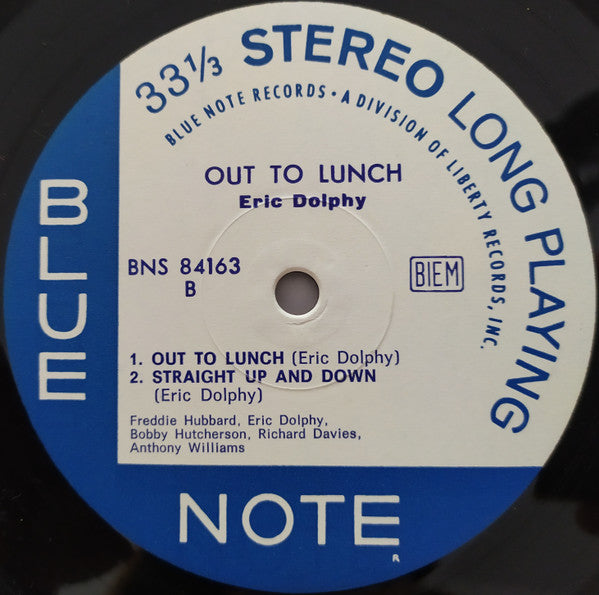 33⅓ STEREO LONG PLAYING
BLUE NOTE RECORDS • A DIVISION OF LIBERTY RECORDS, INC.
OUT TO LUNCH
Eric Dolphy
BNS 84163
B
BIEM
1. OUT TO LUNCH (Eric Dolphy)
2. STRAIGHT UP AND DOWN
(Eric Dolphy)
Freddie Hubbard, Eric Dolphy,
Bobby Hutcherson, Richard Davies,
Anthony Williams
BLUE
NOTE
R